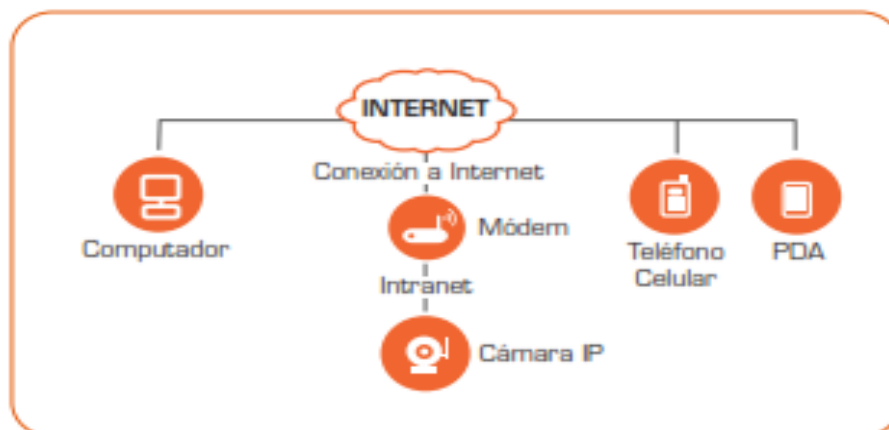 INTERNET
Conexión a Internet
Computador
Módem
Teléfono
Celular
PDA
Intranet
Cámara IP